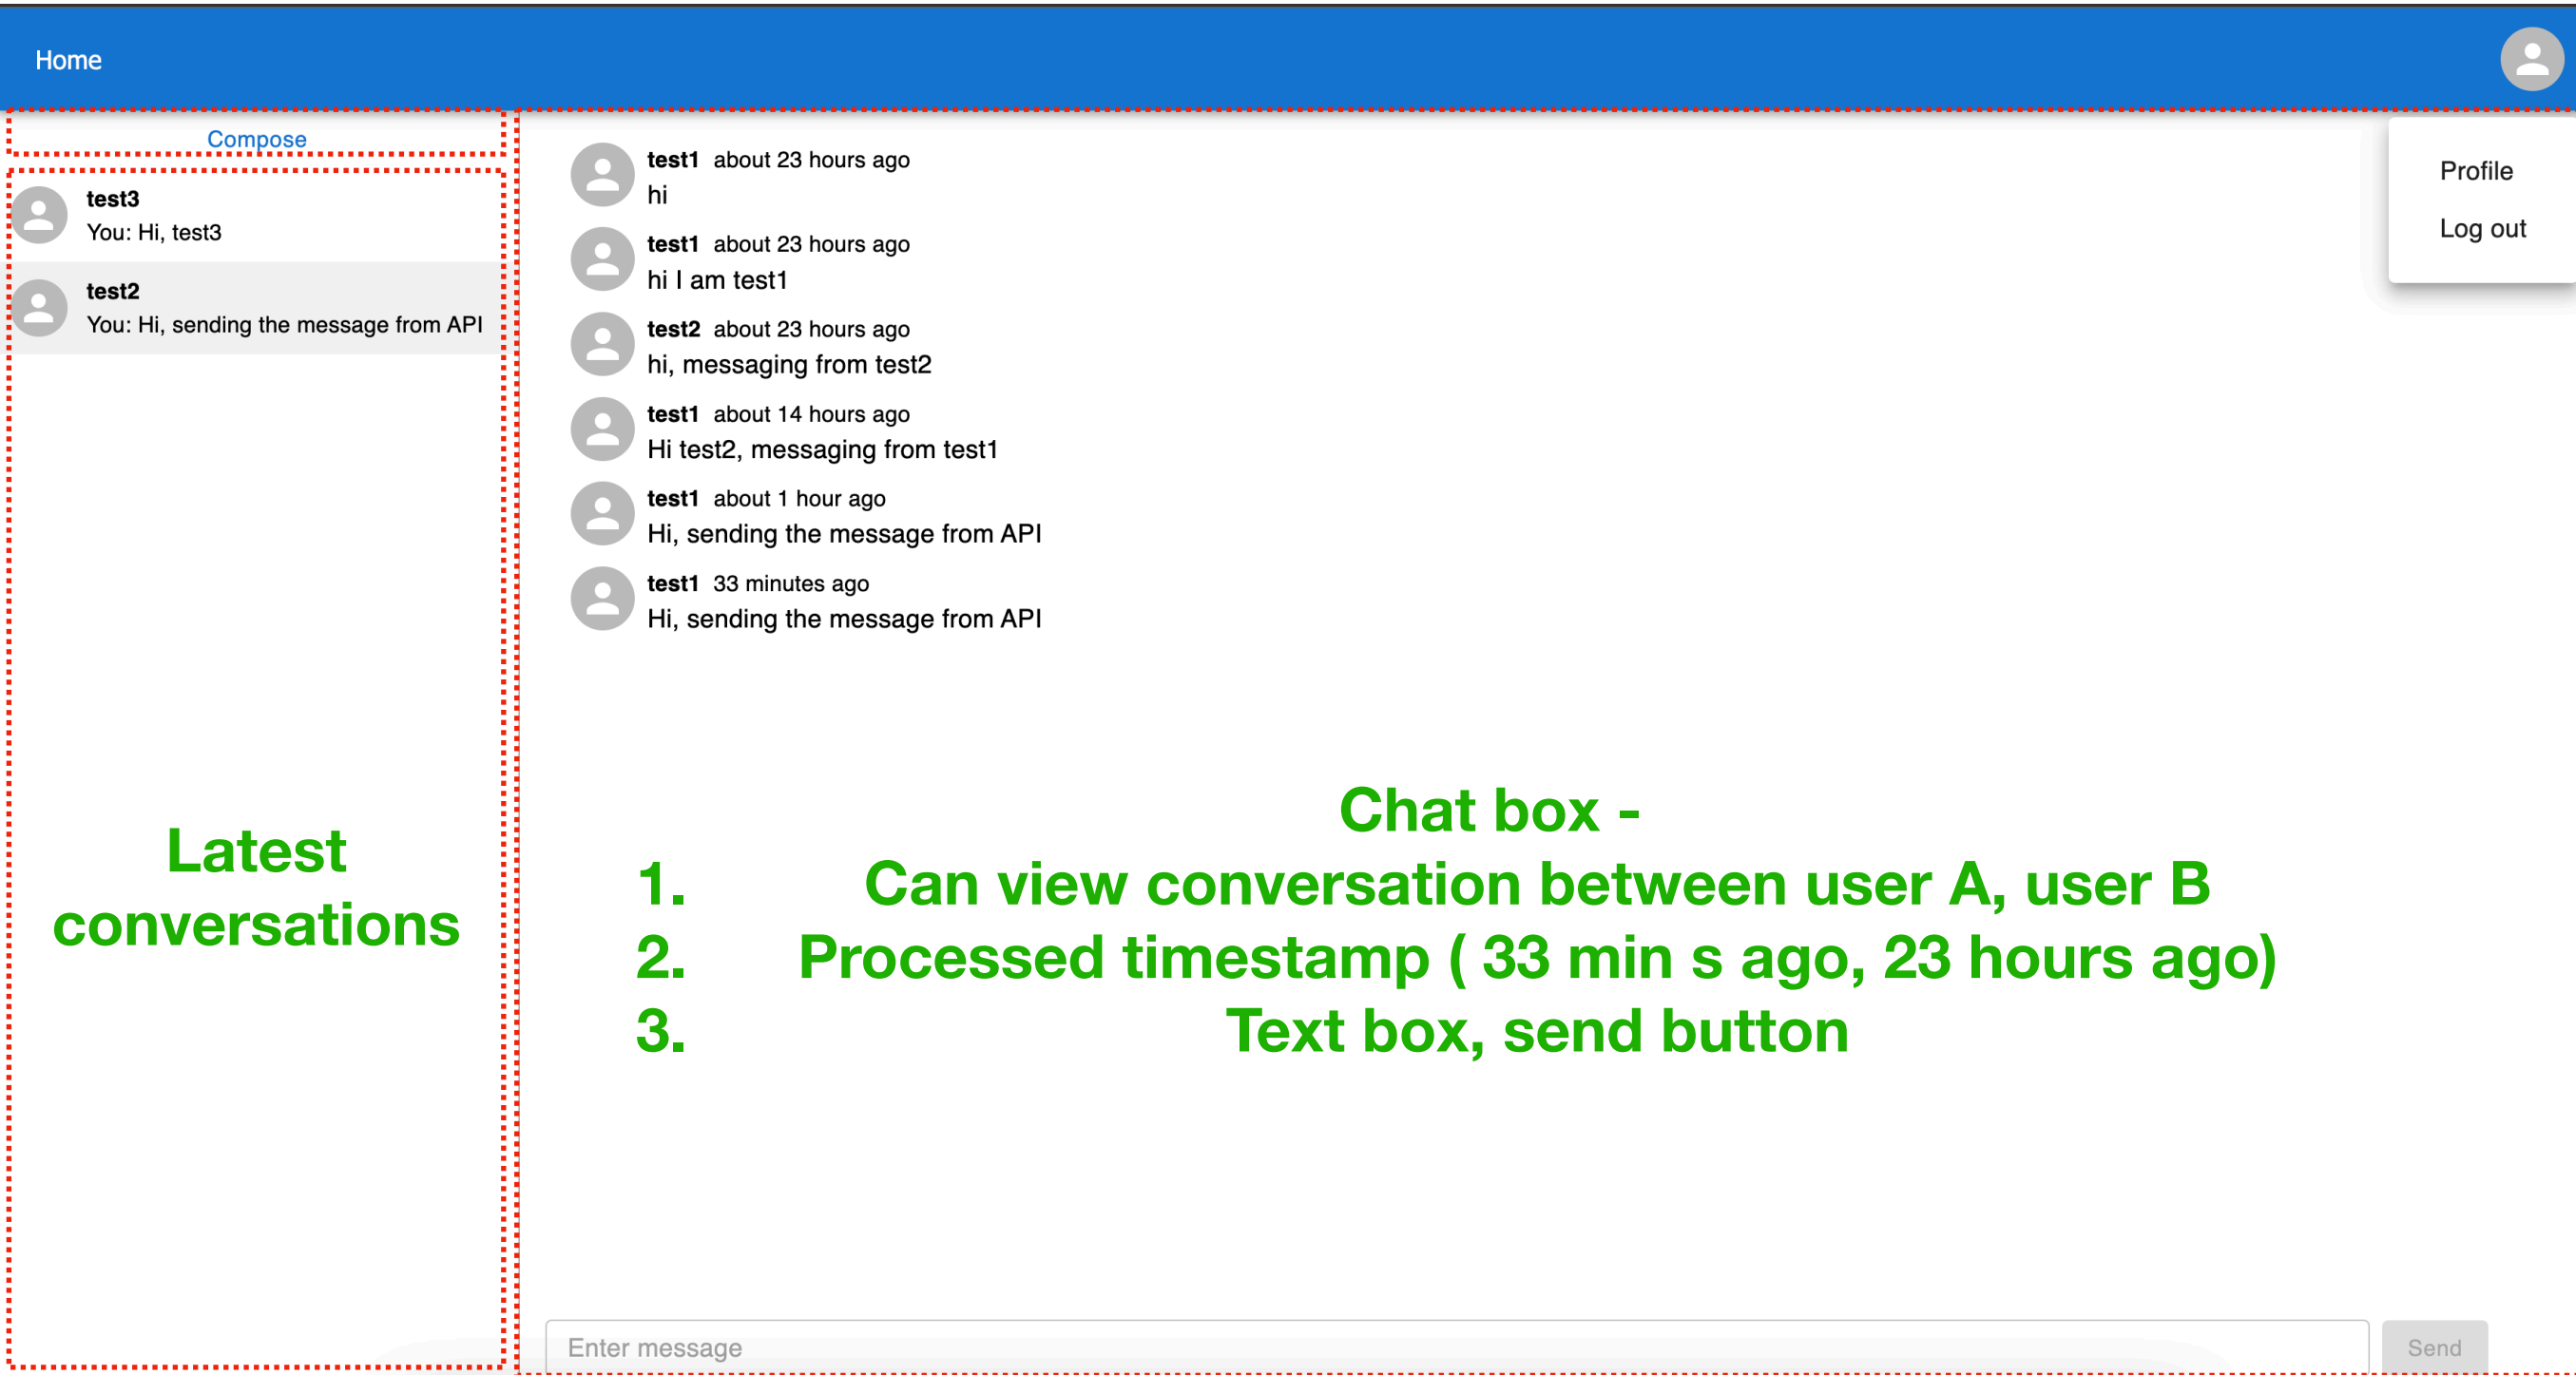 Home
Compose
test3
You: Hi, test3
test2
You: Hi, sending the message from API
Latest
conversations
test1 about 23 hours ago
hi
test1 about 23 hours ago
hi I am test1
test2 about 23 hours ago
hi, messaging from test2
test1 about 14 hours ago
Hi test2, messaging from test1
test1 about 1 hour ago
Hi, sending the message from API
test1 33 minutes ago
Hi, sending the message from API
Chat box -
1. Can view conversation between user A, user B
2. Processed timestamp ( 33 min s ago, 23 hours ago)
3. Text box, send button
Enter message
Send
Profile
Log out